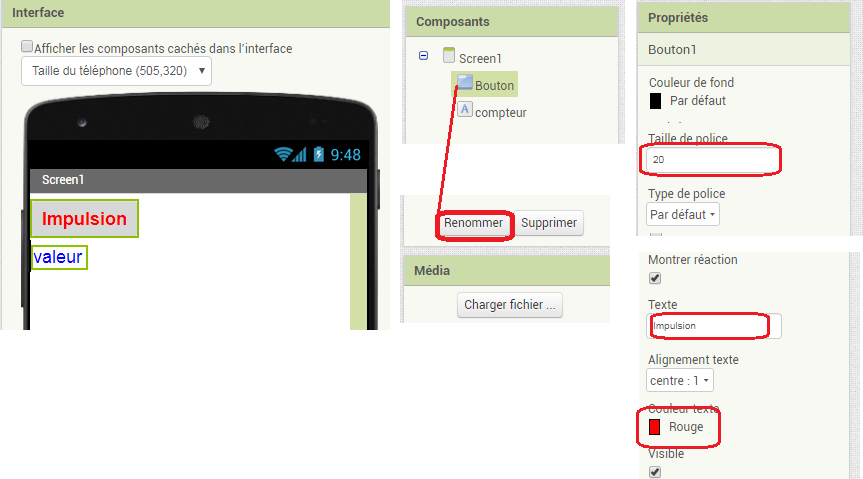 Interface
Afficher les composants cachés dans l'interface
Taille du téléphone (505,320)
9:48
Screen1
Impulsion
valeur
Composants
Screen1
Bouton
A compteur
Renommer
Supprimer
Média
Charger fichier ...
Propriétés
Bouton1
Couleur de fond
Par défaut
Taille de police
20
Type de police
Par défaut
Montrer réaction
Texte
Impulsion
Alignement texte
centre : 1
Couleur texte
Rouge
Visible